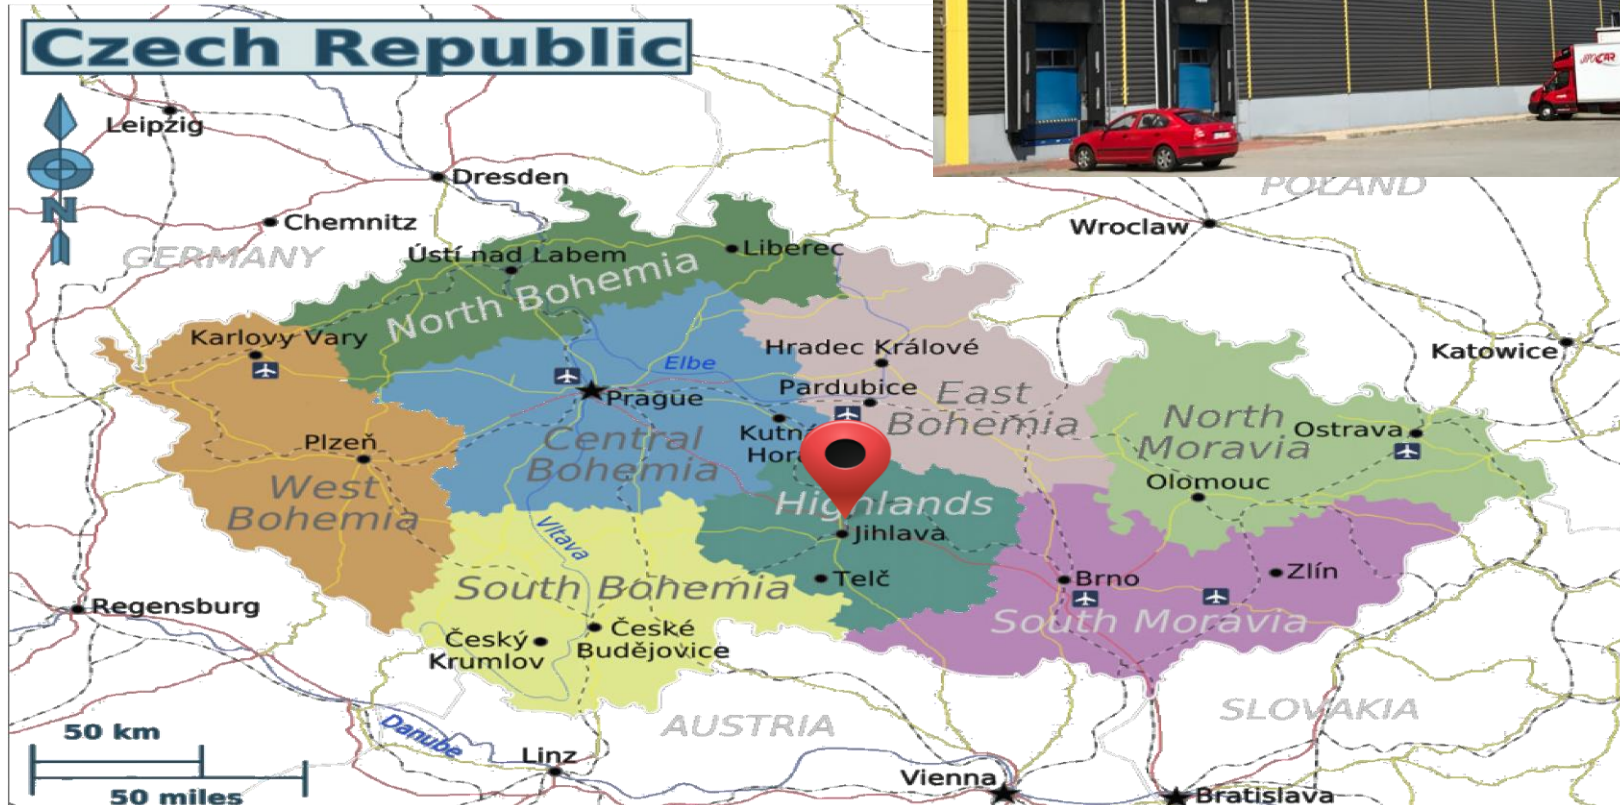 Czech Republic
Leipzig
Dresden
N
Chemnitz
GERMANY
POLAND
Wroclaw
Ústí nad Labem
Liberec
North Bohemia
Karlovy Vary
Hradec Králové
Katowice
Elbe
Pardubice
Prague
East
Bohemia
North
Moravia
Ostrava
Plzeň
Central
Bohemia
Olomouc
West
Bohemia
Highlands
Vltava
Jihlava
Telč
Brno
Zlín
South Bohemia
South Moravia
Regensburg
Český
Krumlov
České
Budějovice
AUSTRIA
SLOVAKIA
50 km
Danube
Linz
Vienna
50 miles
Bratislava